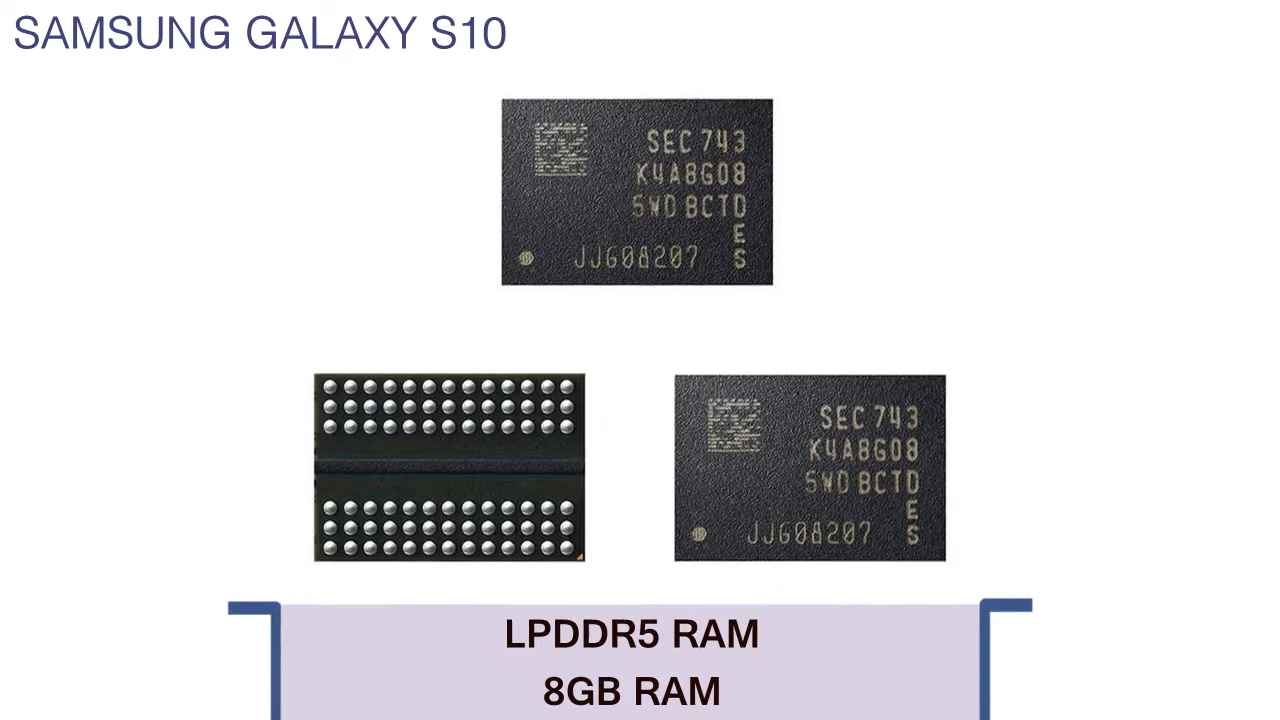 SAMSUNG GALAXY S10
SEC 743
K4A8G08
5WD BCTD
E
JJG08207 S
SEC 743
K4A8G08
5WD BCTD
E
JJG08207 S
LPDDR5 RAM
8GB RAM